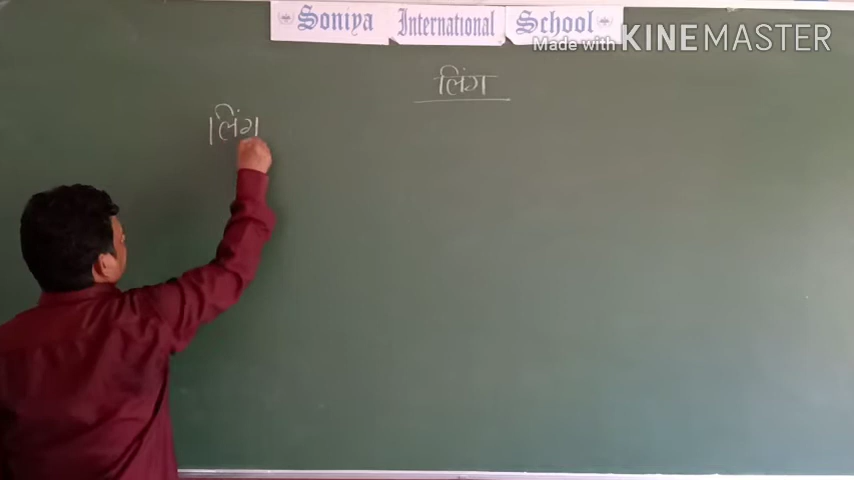 Soniya International School
Made with KINEMASTER
लिंग
लिंग